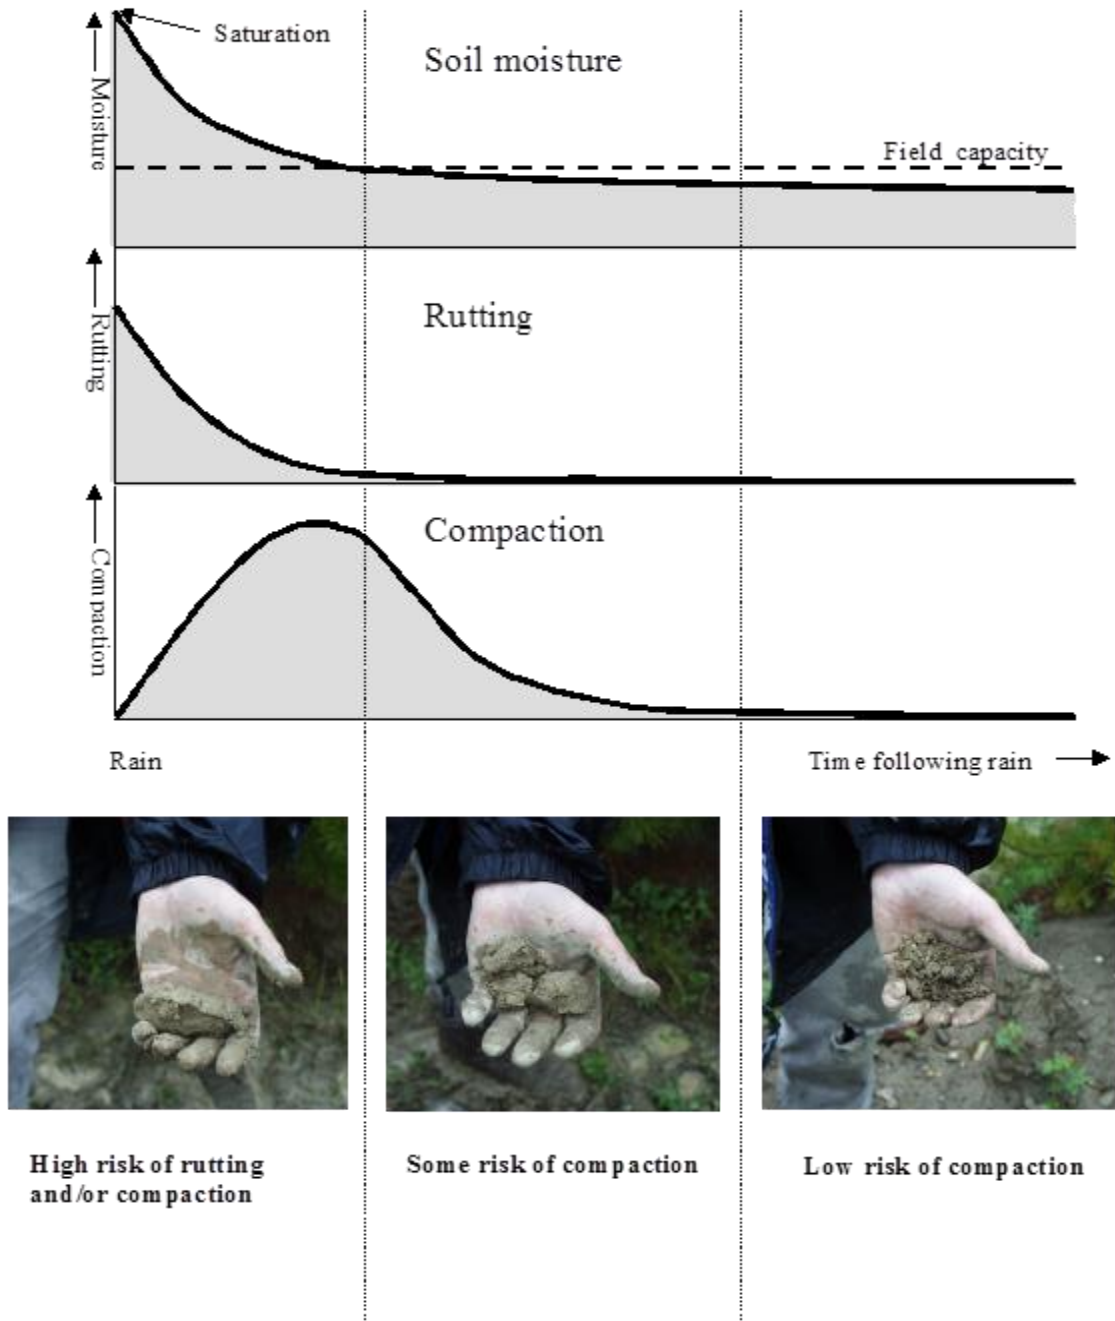 Saturation
Soil moisture
Moisture
Field capacity
Rutting
Rutting
Compaction
Compaction
Rain
Time following rain
High risk of rutting
and/or compaction
Some risk of compaction
Low risk of compaction